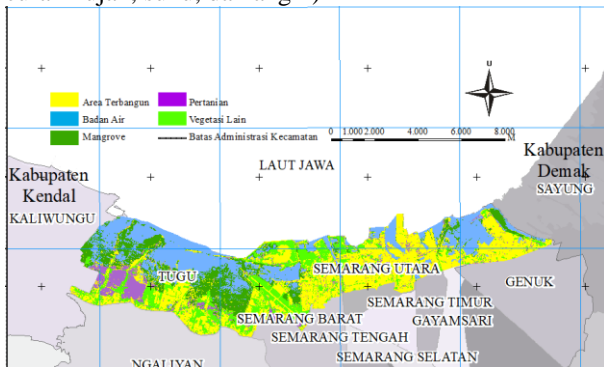 U
Area Terbangun
Pertanian
Badan Air
Vegetasi Lain
Mangrove
Batas Administrasi Kecamatan
0 1.000 2.000 4.000 6.000 8.000
M
LAUT JAWA
Kabupaten
Demak
SAYUNG
Kabupaten
Kendal
KALIWUNGU
TUGU
SEMARANG UTARA
GENUK
SEMARANG TIMUR
SEMARANG BARAT
GAYAMSARI
SEMARANG TENGAH
SEMARANG SELATAN
NGALIYAN